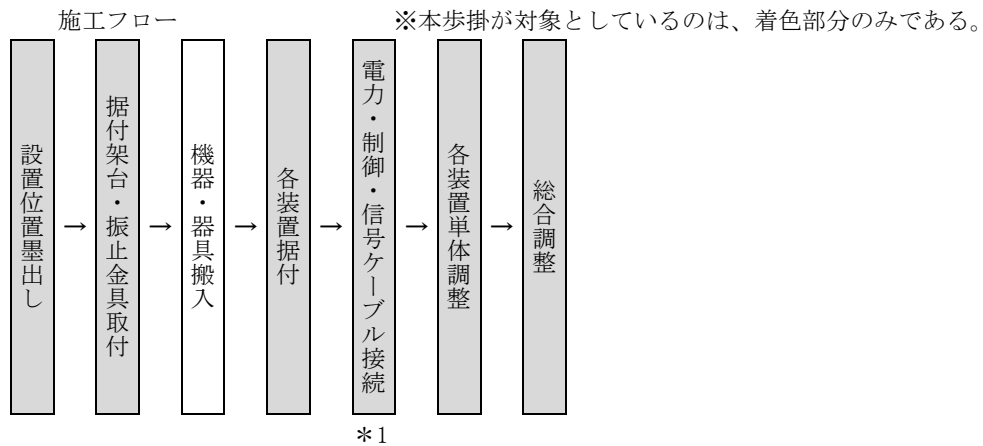 施工フロー
※本歩掛が対象としているのは、着色部分のみである。
設置位置墨出し
→
据付架台・振止金具取付
→
機器・器具搬入
→
各装置据付
→
電力・制御・信号ケーブル接続
→
各装置単体調整
→
総合調整
＊1